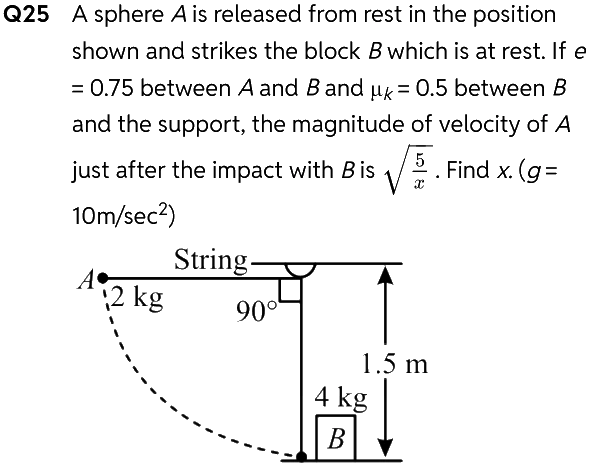 Q25 A sphere A is released from rest in the position
shown and strikes the block B which is at rest. If e
= 0.75 between A and B and μk = 0.5 between B
and the support, the magnitude of velocity of A
just after the impact with B is √(5/x). Find x. (g=
10m/sec²)
String
A
2 kg
90°
1.5 m
4 kg
B